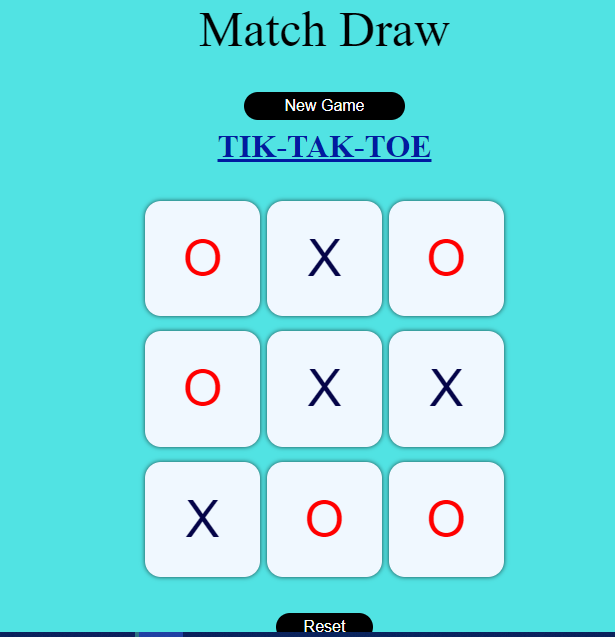 Match Draw
New Game
TIK-TAK-TOE
O X O
O X X
X O O
Reset